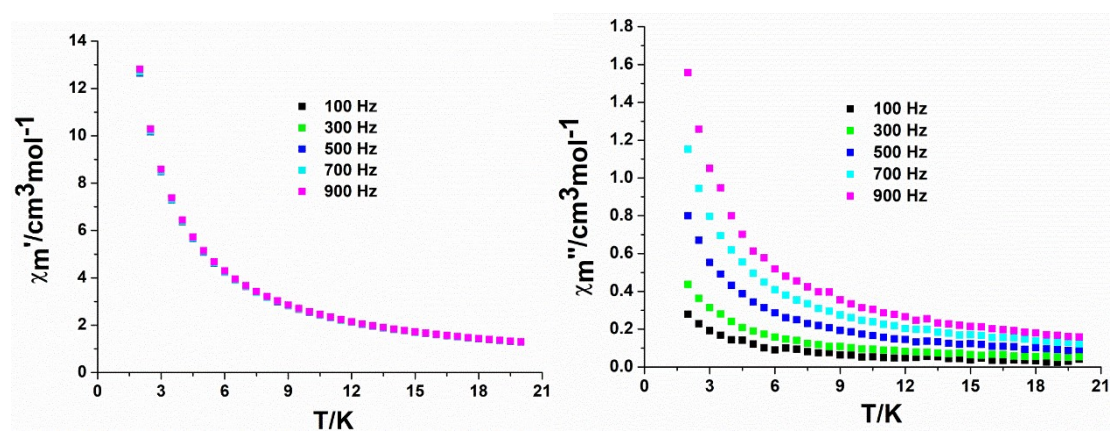 14
12
10
8
6
4
2
0
χm'/cm³mol⁻¹
100 Hz
300 Hz
500 Hz
700 Hz
900 Hz
0 3 6 9 12 15 18 21
T/K
1.8
1.6
1.4
1.2
1.0
0.8
0.6
0.4
0.2
0.0
χm"/cm³mol⁻¹
100 Hz
300 Hz
500 Hz
700 Hz
900 Hz
0 3 6 9 12 15 18 21
T/K